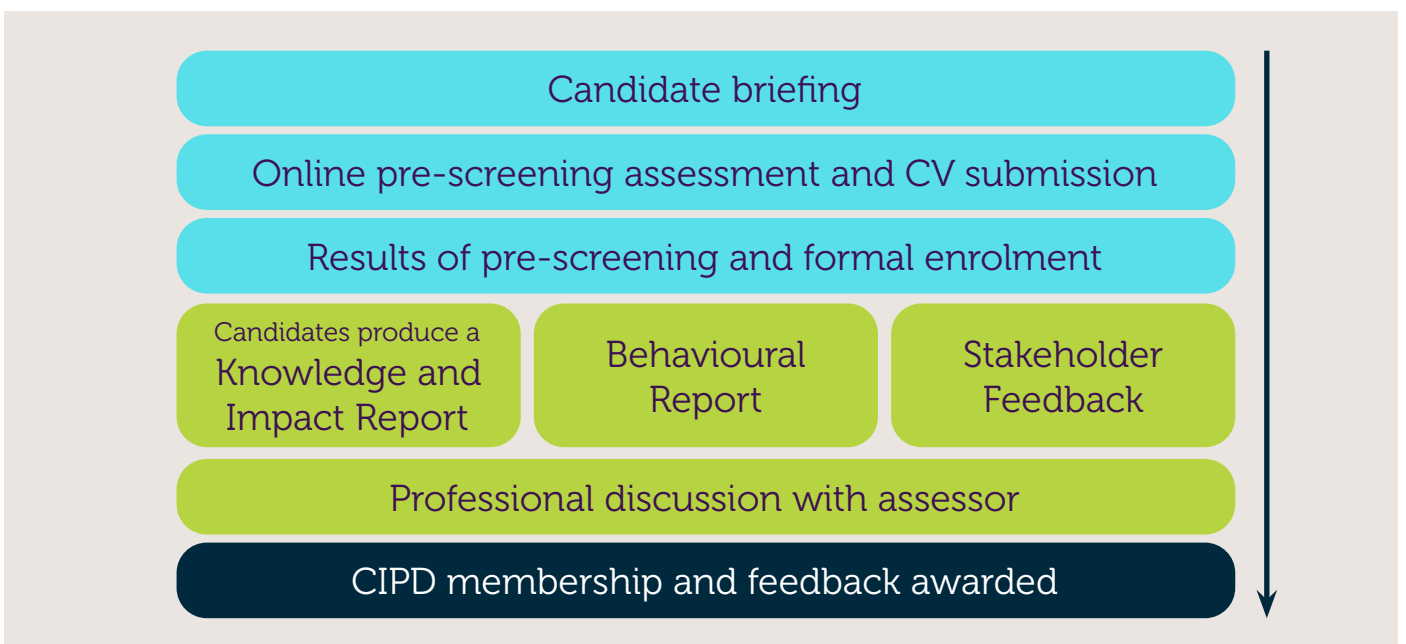 Candidate briefing
Online pre-screening assessment and CV submission
Results of pre-screening and formal enrolment
Candidates produce a
Knowledge and
Impact Report
Behavioural
Report
Stakeholder
Feedback
Professional discussion with assessor
CIPD membership and feedback awarded